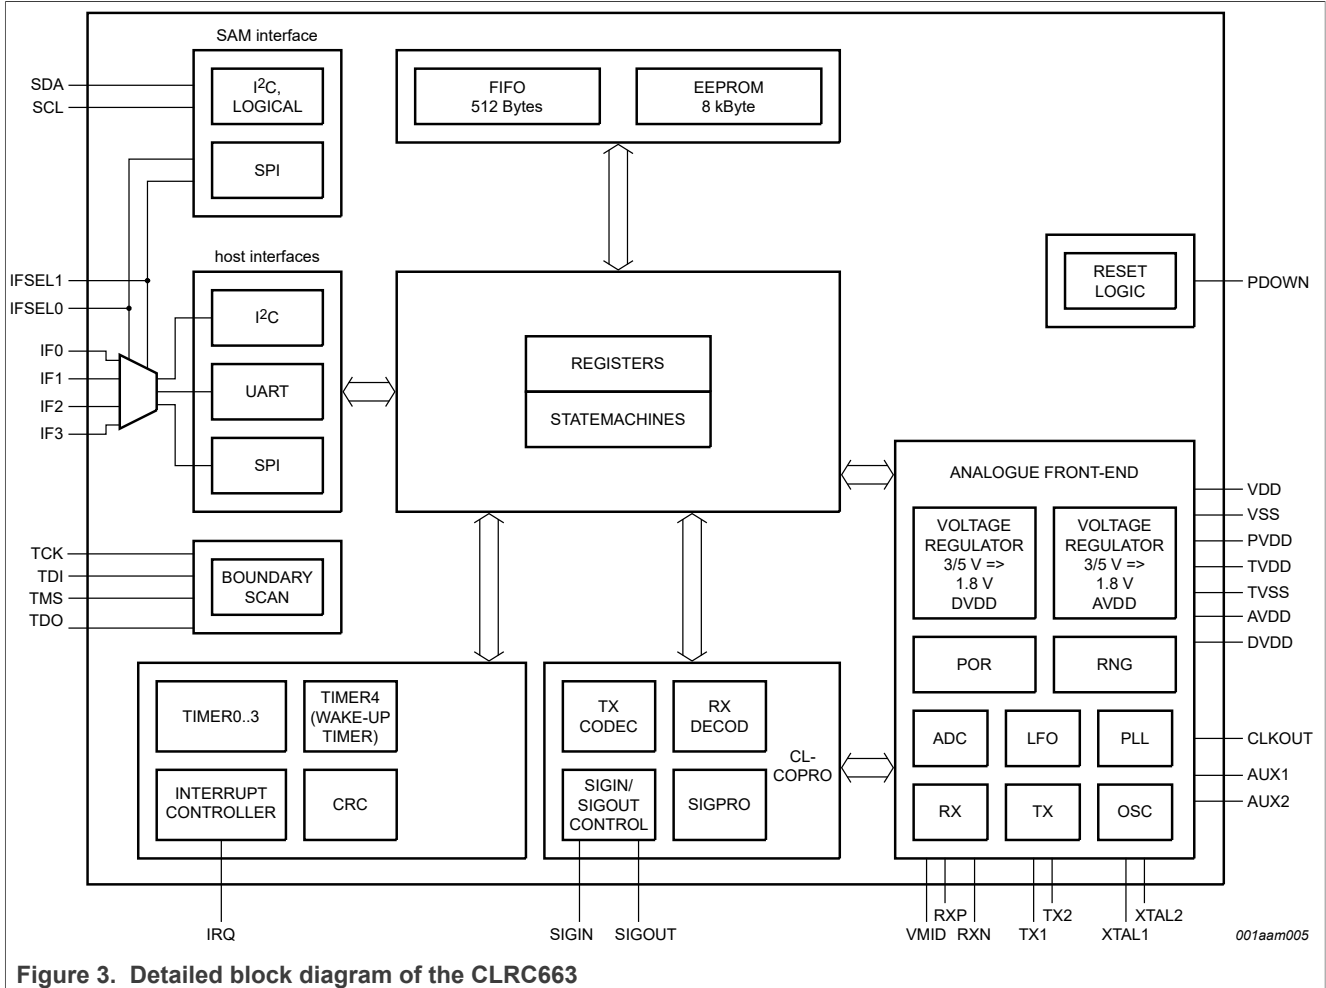 SAM interface
SDA
SCL
I2C,
LOGICAL
SPI
FIFO
512 Bytes
EEPROM
8 kByte
host interfaces
IFSEL1
IFSEL0
IF0
IF1
IF2
IF3
I2C
UART
SPI
REGISTERS
STATEMACHINES
RESET
LOGIC
PDOWN
TCK
TDI
TMS
TDO
BOUNDARY
SCAN
ANALOGUE FRONT-END
VOLTAGE
REGULATOR
3/5 V =>
1.8 V
DVDD
VOLTAGE
REGULATOR
3/5 V =>
1.8 V
AVDD
POR
RNG
ADC
LFO
PLL
RX
TX
OSC
VDD
VSS
PVDD
TVDD
TVSS
AVDD
DVDD
CLKOUT
AUX1
AUX2
TIMER0..3
TIMER4
(WAKE-UP
TIMER)
INTERRUPT
CONTROLLER
CRC
TX
CODEC
RX
DECOD
SIGIN/
SIGOUT
CONTROL
SIGPRO
CL-
COPRO
IRQ
SIGIN
SIGOUT
VMID
RXP
RXN
TX1
TX2
XTAL1
XTAL2
001aam005
Figure 3. Detailed block diagram of the CLRC663